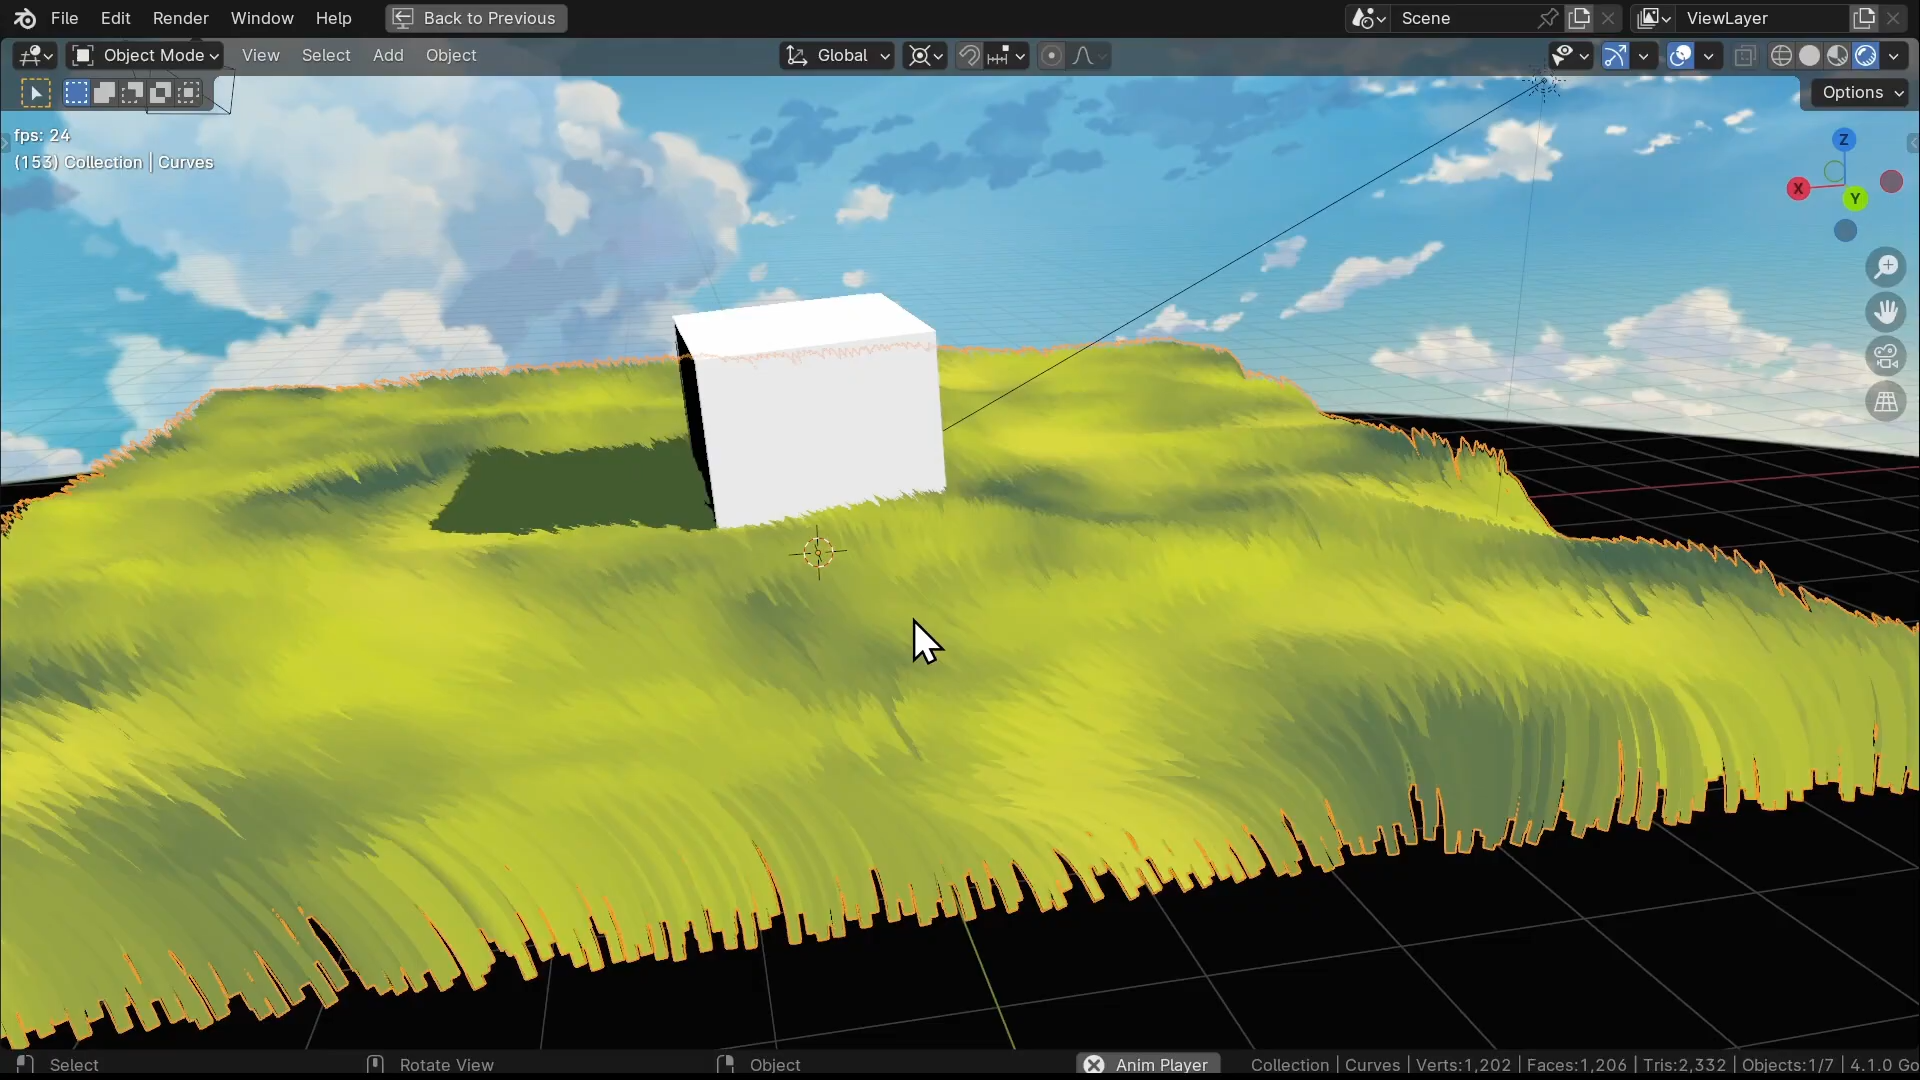 File Edit Render Window Help Back to Previous Scene ViewLayer
Object Mode View Select Add Object Global
Options
fps: 24
(153) Collection | Curves
Z
X
Y
Select Rotate View Object Anim Player Collection | Curves | Verts:1,202 | Faces:1,206 | Tris:2,332 | Objects:1/7 | 4.1.0 Go